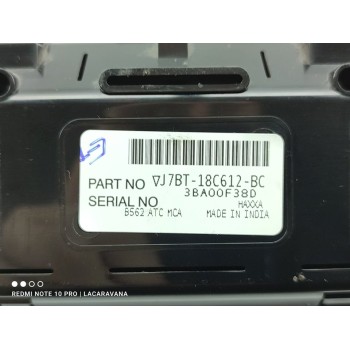 PART NO ▽J7BT-18C612-BC
3BA00F38D
SERIAL NO HAXXA
B562 ATC MCA MADE IN INDIA
REDMI NOTE 10 PRO | LACARAVANA